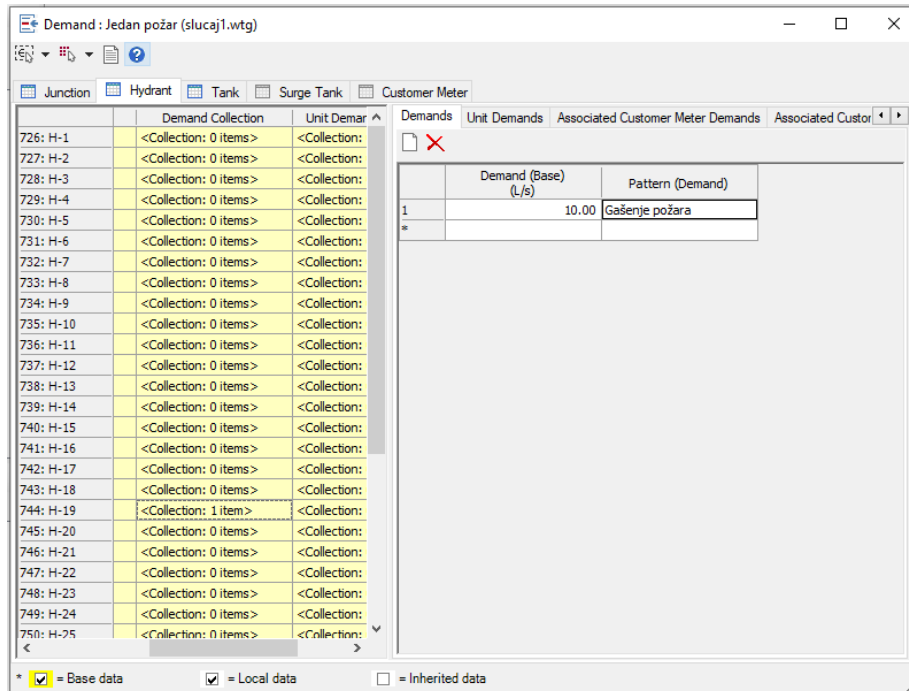 Demand : Jedan požar (slucaj1.wtg)
Junction Hydrant Tank Surge Tank Customer Meter
Demand Collection Unit Demar
726: H-1 <Collection: 0 items> <Collection:
727: H-2 <Collection: 0 items> <Collection:
728: H-3 <Collection: 0 items> <Collection:
729: H-4 <Collection: 0 items> <Collection:
730: H-5 <Collection: 0 items> <Collection:
731: H-6 <Collection: 0 items> <Collection:
732: H-7 <Collection: 0 items> <Collection:
733: H-8 <Collection: 0 items> <Collection:
734: H-9 <Collection: 0 items> <Collection:
735: H-10 <Collection: 0 items> <Collection:
736: H-11 <Collection: 0 items> <Collection:
737: H-12 <Collection: 0 items> <Collection:
738: H-13 <Collection: 0 items> <Collection:
739: H-14 <Collection: 0 items> <Collection:
740: H-15 <Collection: 0 items> <Collection:
741: H-16 <Collection: 0 items> <Collection:
742: H-17 <Collection: 0 items> <Collection:
743: H-18 <Collection: 0 items> <Collection:
744: H-19 <Collection: 1 item> <Collection:
745: H-20 <Collection: 0 items> <Collection:
746: H-21 <Collection: 0 items> <Collection:
747: H-22 <Collection: 0 items> <Collection:
748: H-23 <Collection: 0 items> <Collection:
749: H-24 <Collection: 0 items> <Collection:
750: H-25 <Collection: 0 items> <Collection:
Demands Unit Demands Associated Customer Meter Demands Associated Custor
Demand (Base)
(L/s) Pattern (Demand)
1 10.00 Gašenje požara
*
* = Base data = Local data = Inherited data